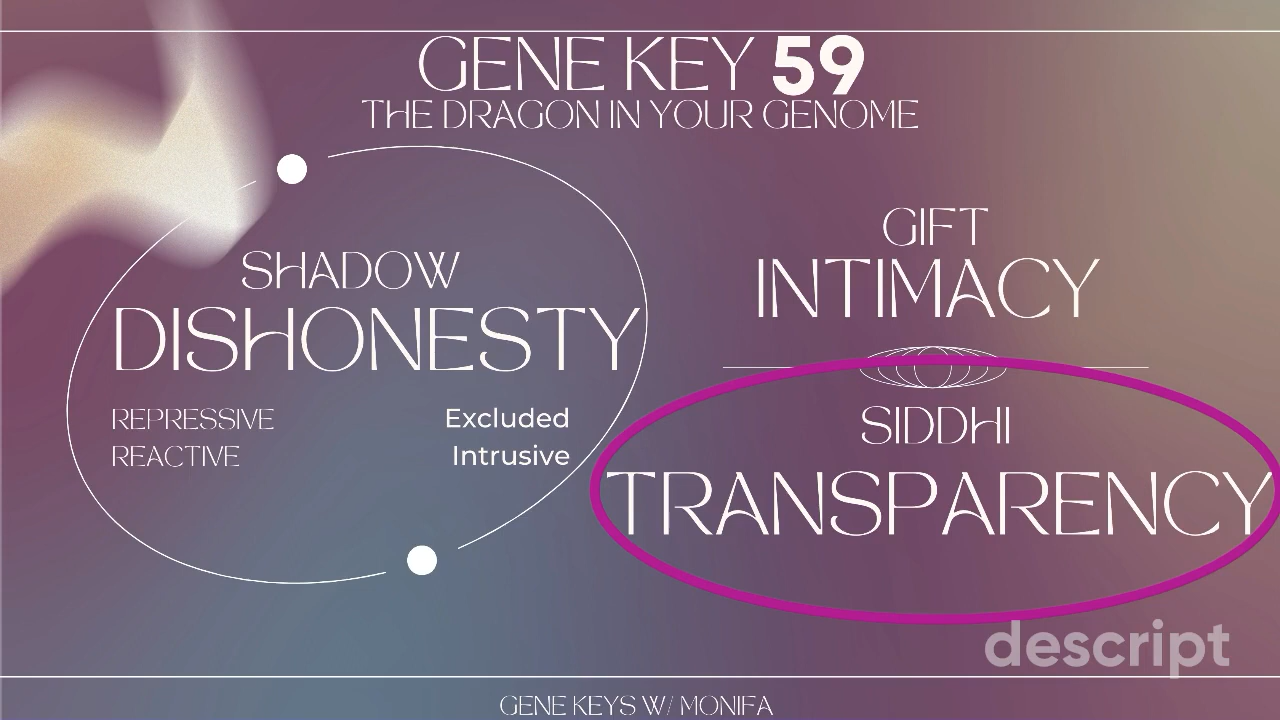 GENE KEY 59
THE DRAGON IN YOUR GENOME
SHADOW
DISHONESTY
REPRESSIVE Excluded
REACTIVE Intrusive
GIFT
INTIMACY
SIDDHI
TRANSPARENCY
descript
GENE KEYS W/ MONIFA